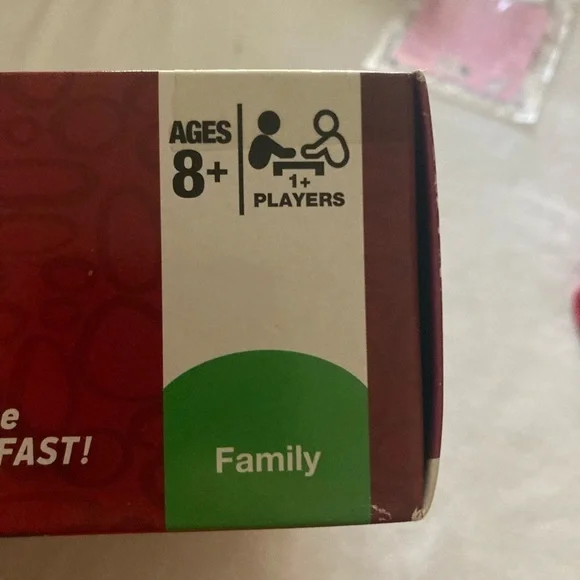 AGES
8+
1+
PLAYERS
e
FAST!
Family